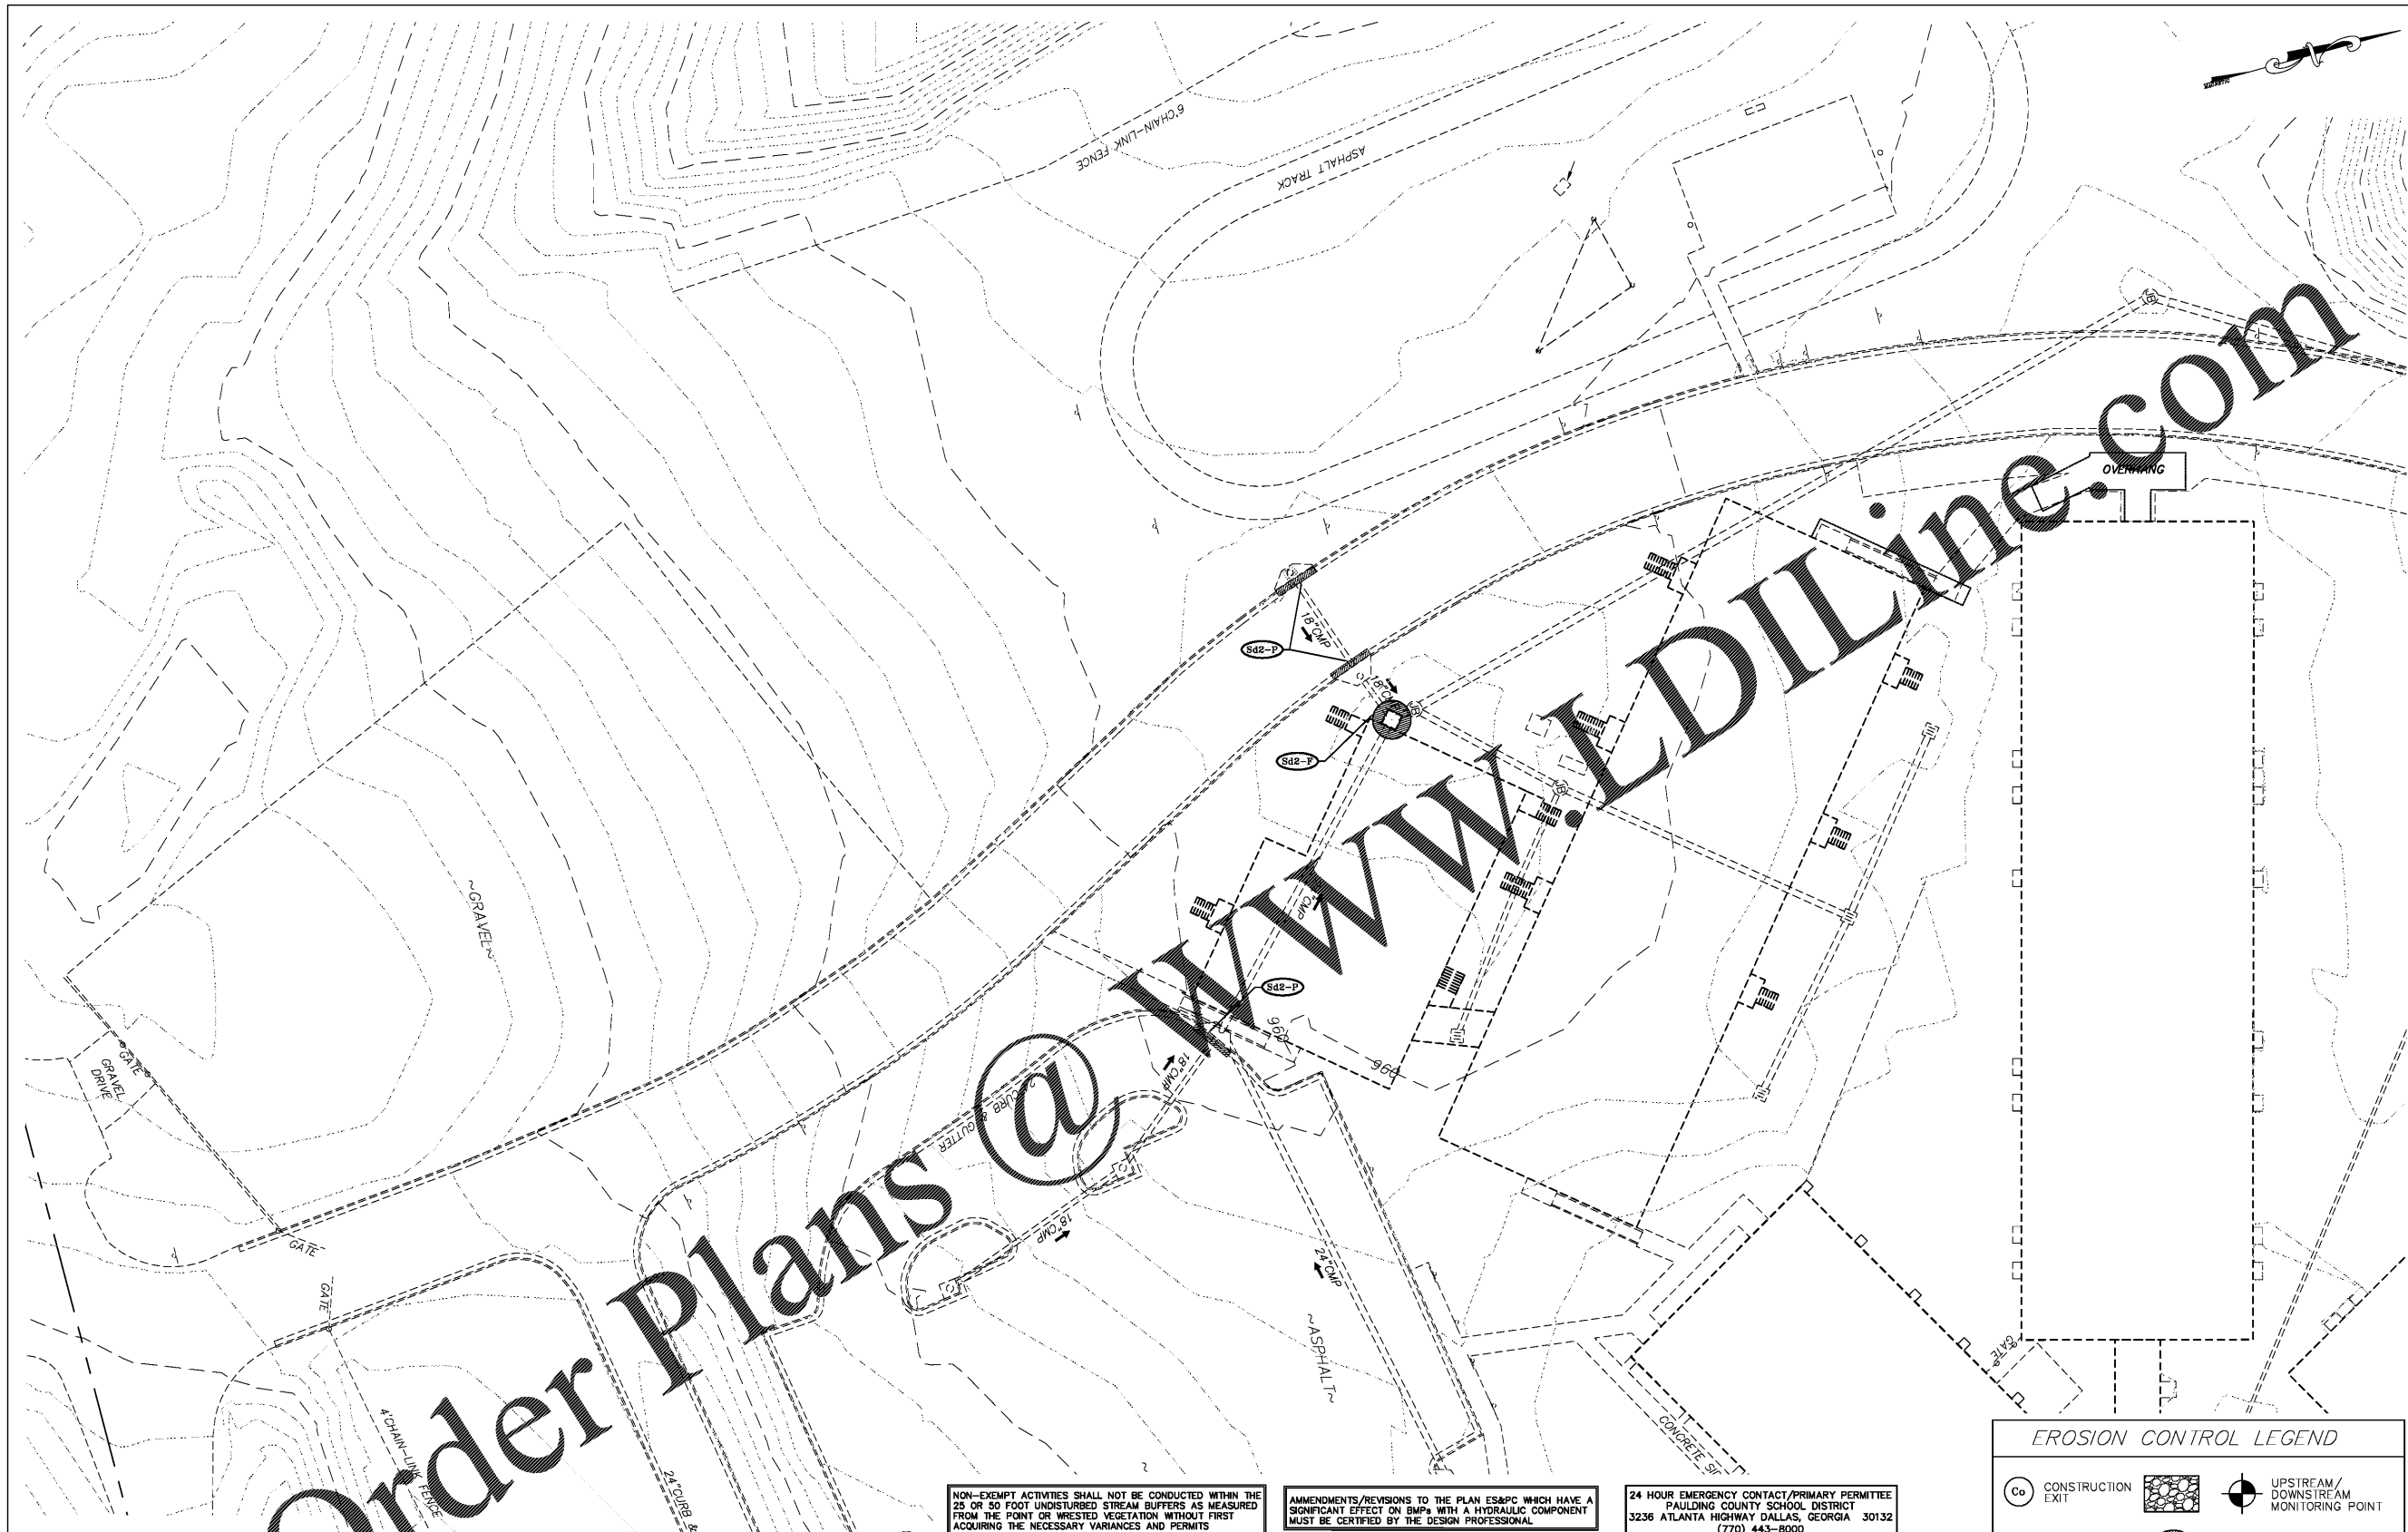 6'CHAIN-LINK FENCE
ASPHALT TRACK
OVERHANG
18"CMP
Sd2-P
Sd2-F
~GRAVEL~
CMP
Sd2-P
960
960
GATE
GRAVEL
DRIVE
18"CMP
CURB & GUTTER
18"CMP
GATE
24"CMP
GATE
~ASPHALT~
GATE
4'CHAIN-LINK FENCE
24"CURB &
CONCRETE
Order Plans @ WWW.LDILine.com
NON-EXEMPT ACTIVITIES SHALL NOT BE CONDUCTED WITHIN THE
25 OR 50 FOOT UNDISTURBED STREAM BUFFERS AS MEASURED
FROM THE POINT OR WRESTED VEGETATION WITHOUT FIRST
ACQUIRING THE NECESSARY VARIANCES AND PERMITS
AMMENDMENTS/REVISIONS TO THE PLAN ES&PC WHICH HAVE A
SIGNIFICANT EFFECT ON BMPs WITH A HYDRAULIC COMPONENT
MUST BE CERTIFIED BY THE DESIGN PROFESSIONAL
24 HOUR EMERGENCY CONTACT/PRIMARY PERMITTEE
PAULDING COUNTY SCHOOL DISTRICT
3236 ATLANTA HIGHWAY DALLAS, GEORGIA 30132
(770) 443-8000
EROSION CONTROL LEGEND
Co CONSTRUCTION
EXIT
UPSTREAM/
DOWNSTREAM
MONITORING POINT